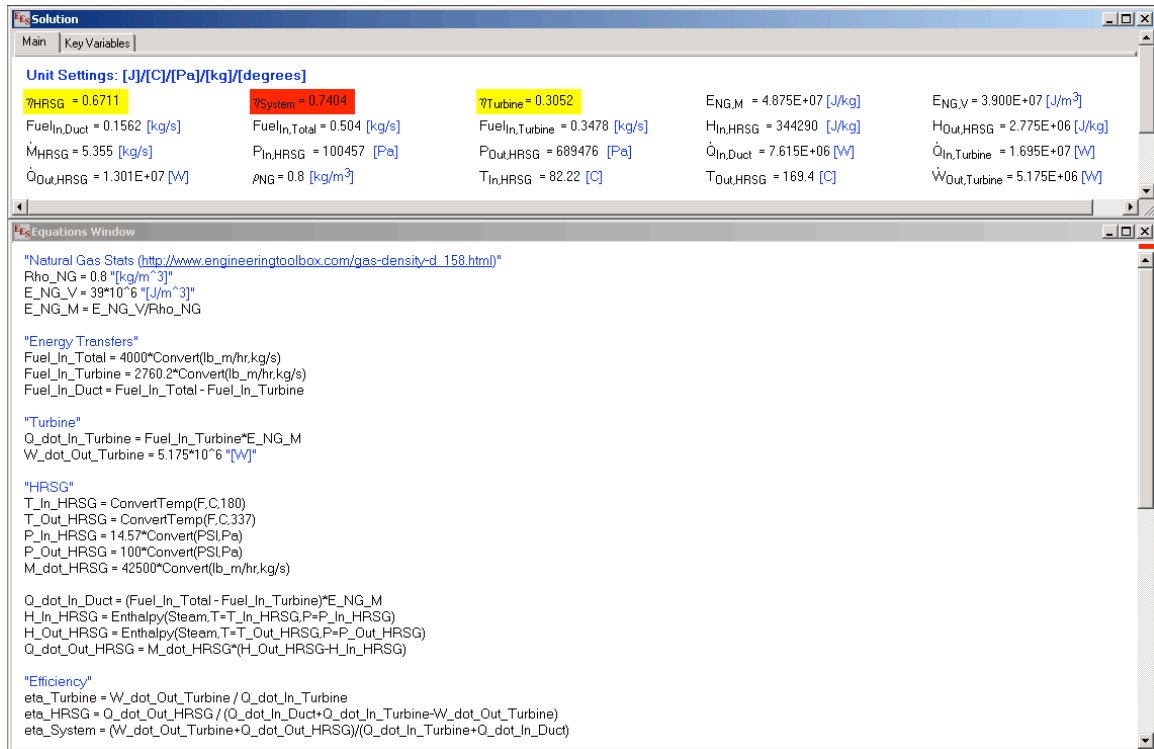 EES Solution
Main Key Variables
Unit Settings: [J]/[C]/[Pa]/[kg]/[degrees]
ηHRSG = 0.6711 ηSystem = 0.7404 ηTurbine = 0.3052 ENG,M = 4.875E+07 [J/kg] ENG,V = 3.900E+07 [J/m³]
FuelIn,Duct = 0.1562 [kg/s] FuelIn,Total = 0.504 [kg/s] FuelIn,Turbine = 0.3478 [kg/s] HIn,HRSG = 344290 [J/kg] HOut,HRSG = 2.775E+06 [J/kg]
ṀHRSG = 5.355 [kg/s] PIn,HRSG = 100457 [Pa] POut,HRSG = 689476 [Pa] Q̇In,Duct = 7.615E+06 [W] Q̇In,Turbine = 1.695E+07 [W]
Q̇Out,HRSG = 1.301E+07 [W] ρNG = 0.8 [kg/m³] TIn,HRSG = 82.22 [C] TOut,HRSG = 169.4 [C] ẆOut,Turbine = 5.175E+06 [W]
EES Equations Window
"Natural Gas Stats (http://www.engineeringtoolbox.com/gas-density-d_158.html)"
Rho_NG = 0.8 "[kg/m^3]"
E_NG_V = 39*10^6 "[J/m^3]"
E_NG_M = E_NG_V/Rho_NG
"Energy Transfers"
Fuel_In_Total = 4000*Convert(lb_m/hr,kg/s)
Fuel_In_Turbine = 2760.2*Convert(lb_m/hr,kg/s)
Fuel_In_Duct = Fuel_In_Total - Fuel_In_Turbine
"Turbine"
Q_dot_In_Turbine = Fuel_In_Turbine*E_NG_M
W_dot_Out_Turbine = 5.175*10^6 "[W]"
"HRSG"
T_In_HRSG = ConvertTemp(F,C,180)
T_Out_HRSG = ConvertTemp(F,C,337)
P_In_HRSG = 14.57*Convert(PSI,Pa)
P_Out_HRSG = 100*Convert(PSI,Pa)
M_dot_HRSG = 42500*Convert(lb_m/hr,kg/s)
Q_dot_In_Duct = (Fuel_In_Total - Fuel_In_Turbine)*E_NG_M
H_In_HRSG = Enthalpy(Steam,T=T_In_HRSG,P=P_In_HRSG)
H_Out_HRSG = Enthalpy(Steam,T=T_Out_HRSG,P=P_Out_HRSG)
Q_dot_Out_HRSG = M_dot_HRSG*(H_Out_HRSG-H_In_HRSG)
"Efficiency"
eta_Turbine = W_dot_Out_Turbine / Q_dot_In_Turbine
eta_HRSG = Q_dot_Out_HRSG / (Q_dot_In_Duct+Q_dot_In_Turbine-W_dot_Out_Turbine)
eta_System = (W_dot_Out_Turbine+Q_dot_Out_HRSG)/(Q_dot_In_Turbine+Q_dot_In_Duct)